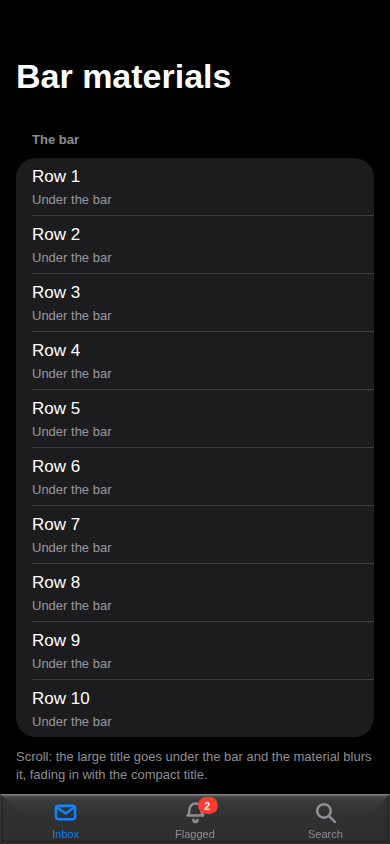 Bar materials
The bar
Row 1
Under the bar
Row 2
Under the bar
Row 3
Under the bar
Row 4
Under the bar
Row 5
Under the bar
Row 6
Under the bar
Row 7
Under the bar
Row 8
Under the bar
Row 9
Under the bar
Row 10
Under the bar
Scroll: the large title goes under the bar and the material blurs
it, fading in with the compact title.
2
Inbox
Flagged
Search